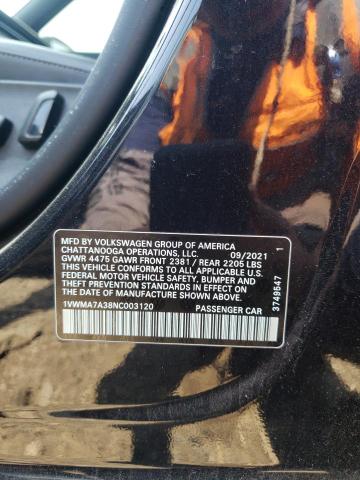 MFD BY VOLKSWAGEN GROUP OF AMERICA
CHATTANOOGA OPERATIONS, LLC. 09/2021 1
GVWR 4475 GAWR FRONT 2381 / REAR 2205 LBS
THIS VEHICLE CONFORMS TO ALL APPLICABLE US
FEDERAL MOTOR VEHICLE SAFETY, BUMPER AND
THEFT PREVENTION STANDARDS IN EFFECT ON
THE DATE OF MANUFACTURE SHOWN ABOVE.
1VWMA7A38NC003120 PASSENGER CAR
3749547